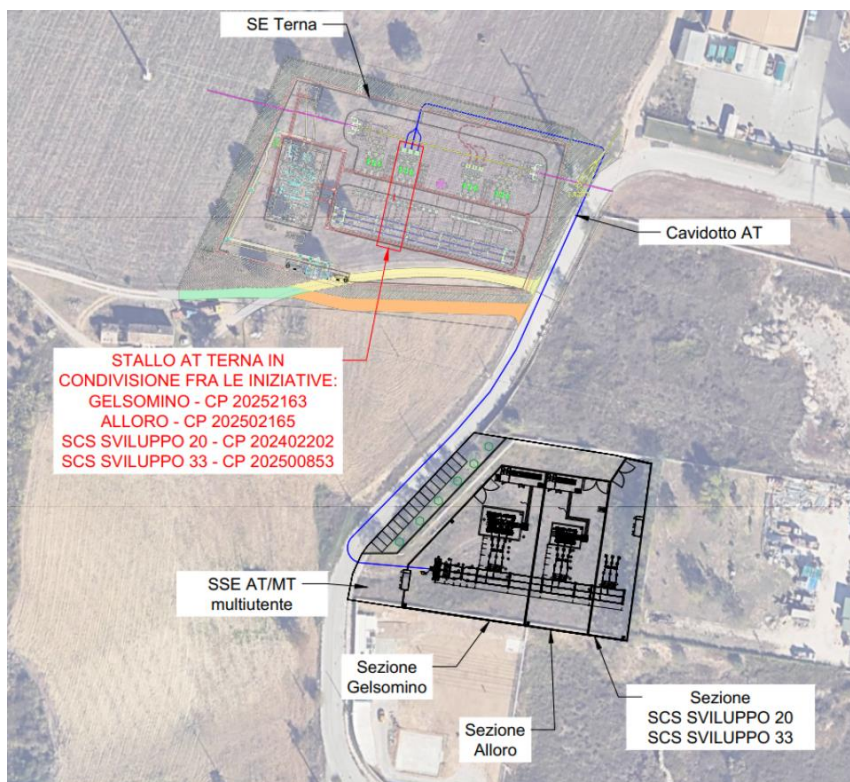 SE Terna
Cavidotto AT
STALLO AT TERNA IN
CONDIVISIONE FRA LE INIZIATIVE:
GELSOMINO - CP 20252163
ALLORO - CP 202502165
SCS SVILUPPO 20 - CP 202402202
SCS SVILUPPO 33 - CP 202500853
SSE AT/MT
multiutente
Sezione
Gelsomino
Sezione
Alloro
Sezione
SCS SVILUPPO 20
SCS SVILUPPO 33